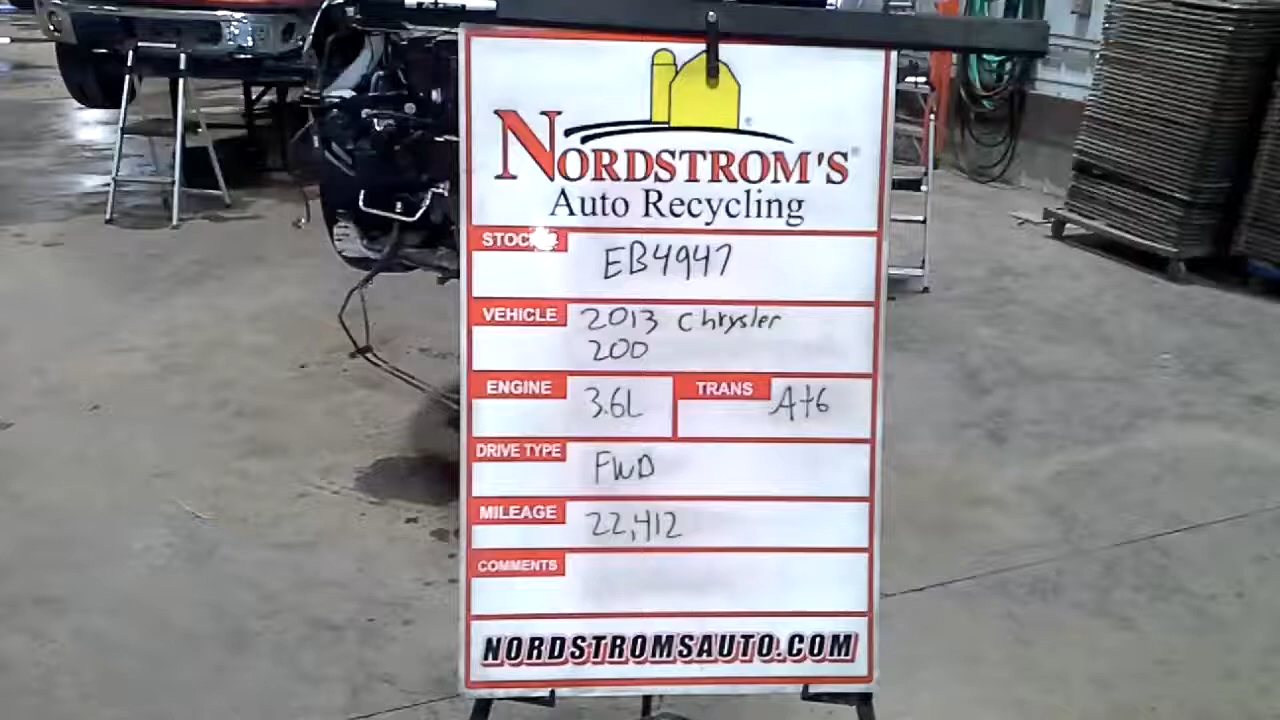 NORDSTROM'S®
Auto Recycling
STOCK#
EB4947
VEHICLE
2013 Chrysler
200
ENGINE
3.6L
TRANS
At6
DRIVE TYPE
FWD
MILEAGE
22,412
COMMENTS
NORDSTROMSAUTO.COM